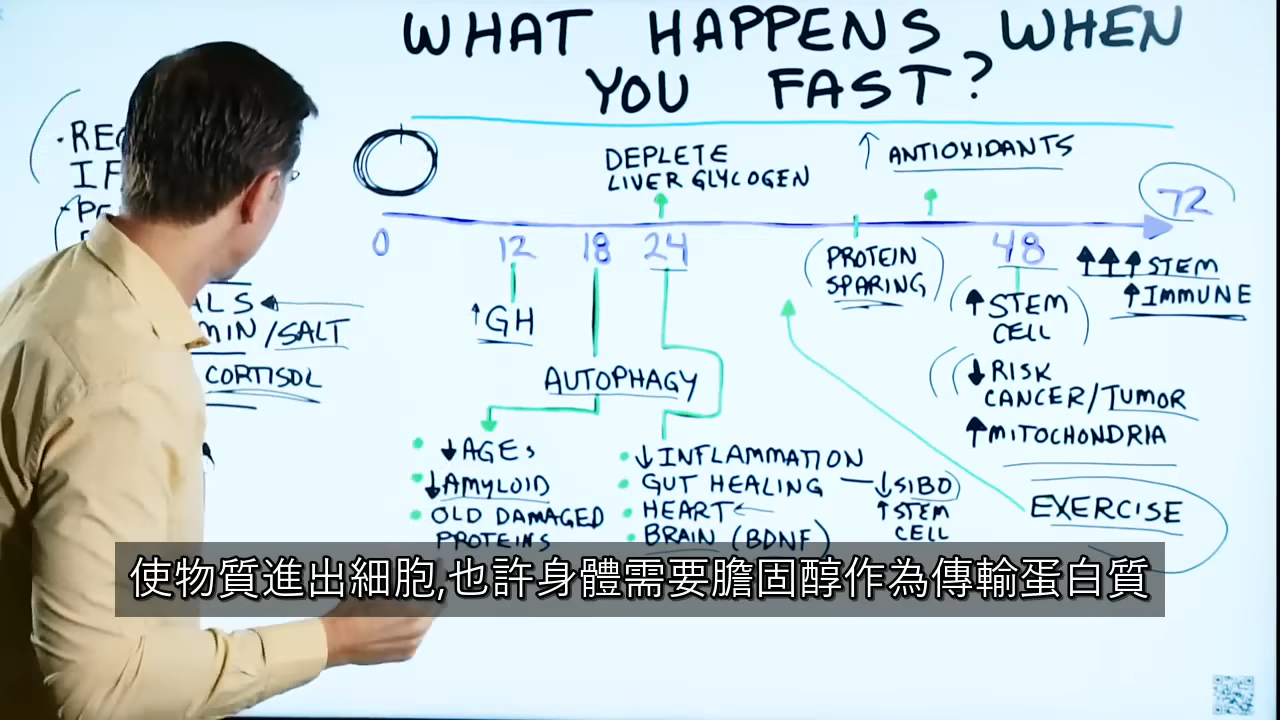 WHAT HAPPENS WHEN
YOU FAST?
DEPLETE
LIVER GLYCOGEN
↑ ANTIOXIDANTS
72
0
12
18
24
48
PROTEIN
SPARING
↑↑↑ STEM
↑ IMMUNE
↑GH
↑ STEM
CELL
AUTOPHAGY
↓ RISK
CANCER/TUMOR
↑ MITOCHONDRIA
• ↓ AGEs
• ↓ AMYLOID
• OLD DAMAGED
PROTEINS
• ↓ INFLAMMATION
• GUT HEALING — ↓ SIBO
↑ STEM
CELL
• HEART ←
• BRAIN (BDNF)
EXERCISE
/SALT
CORTISOL
使物質進出細胞,也許身體需要膽固醇作為傳輸蛋白質